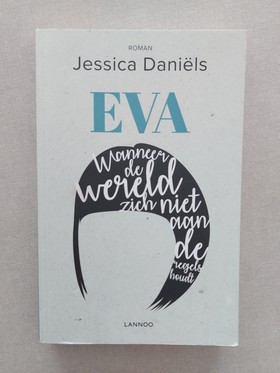 ROMAN
Jessica Daniëls
EVA
Wanneer
de
wereld
zich niet
aan
de
regels
houdt
LANNOO